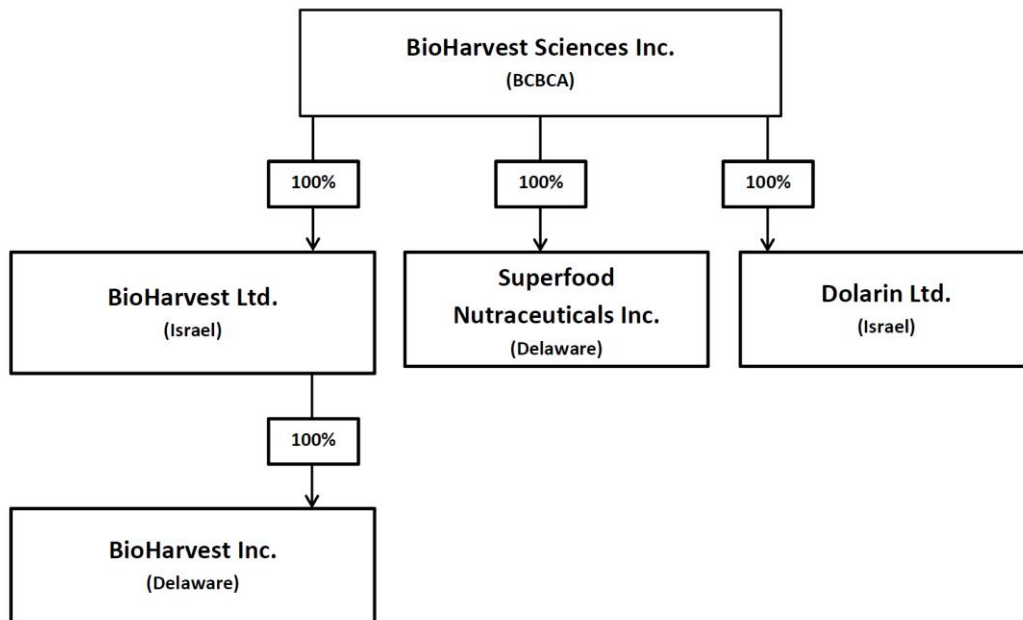 BioHarvest Sciences Inc.
(BCBCA)
100%
100%
100%
BioHarvest Ltd.
(Israel)
Superfood
Nutraceuticals Inc.
(Delaware)
Dolarin Ltd.
(Israel)
100%
BioHarvest Inc.
(Delaware)